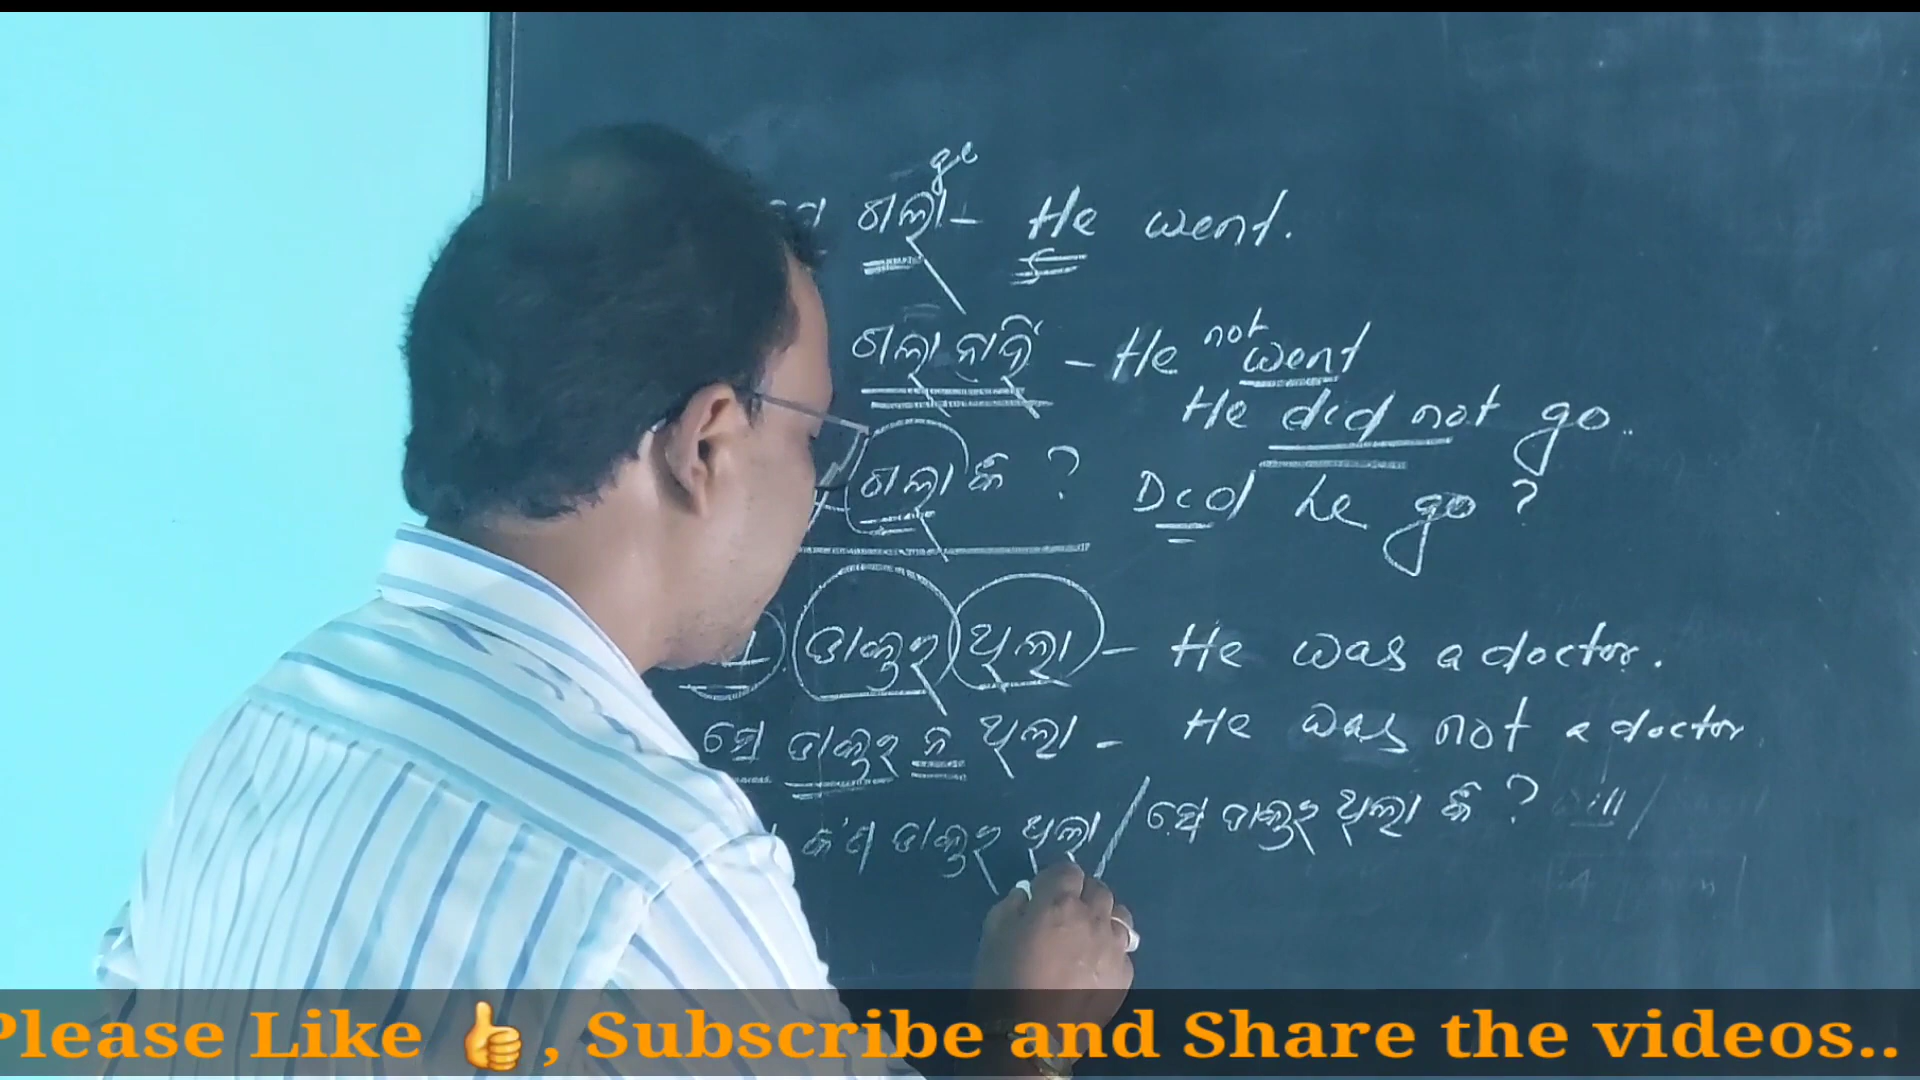 go
ଗଲା - He went.
ଗଲା ନାହିଁ - He not went
He did not go.
ଗଲା କି ? Did he go ?
ଡାକ୍ତର ଥିଲା - He was a doctor.
ସେ ଡାକ୍ତର ନ ଥିଲା - He was not a doctor
କ'ଣ ଡାକ୍ତର ଥିଲା / ସେ ଡାକ୍ତର ଥିଲା କି ?
Please Like 👍, Subscribe and Share the videos..